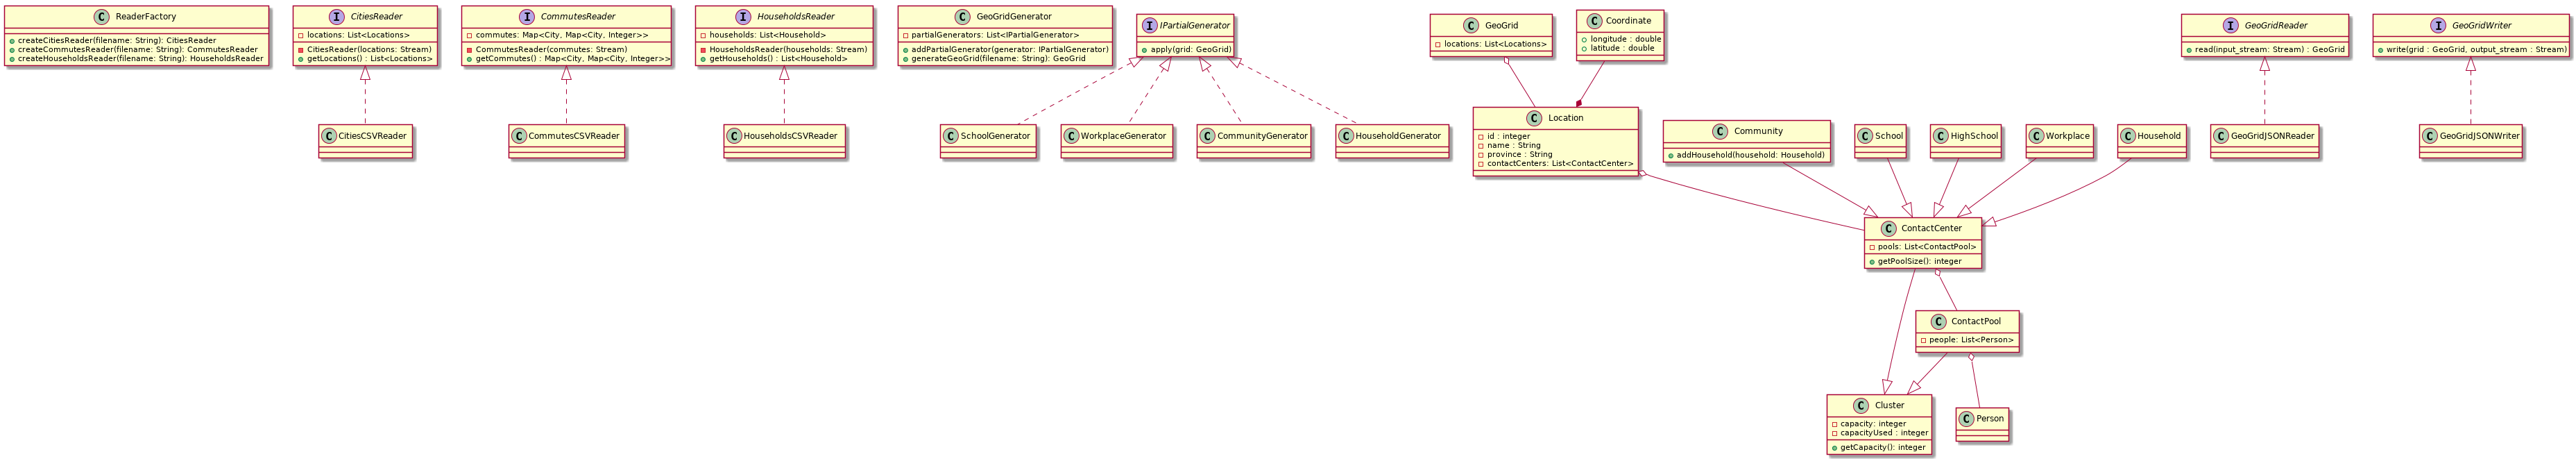 C ReaderFactory
createCitiesReader(filename: String): CitiesReader
createCommutesReader(filename: String): CommutesReader
createHouseholdsReader(filename: String): HouseholdsReader
I CitiesReader
locations: List<Locations>
CitiesReader(locations: Stream)
getLocations() : List<Locations>
I CommutesReader
commutes: Map<City, Map<City, Integer>>
CommutesReader(commutes: Stream)
getCommutes() : Map<City, Map<City, Integer>>
I HouseholdsReader
households: List<Household>
HouseholdsReader(households: Stream)
getHouseholds() : List<Household>
C GeoGridGenerator
partialGenerators: List<IPartialGenerator>
addPartialGenerator(generator: IPartialGenerator)
generateGeoGrid(filename: String): GeoGrid
I IPartialGenerator
apply(grid: GeoGrid)
C GeoGrid
locations: List<Locations>
C Coordinate
longitude : double
latitude : double
I GeoGridReader
read(input_stream: Stream) : GeoGrid
I GeoGridWriter
write(grid : GeoGrid, output_stream : Stream)
C CitiesCSVReader
C CommutesCSVReader
C HouseholdsCSVReader
C SchoolGenerator
C WorkplaceGenerator
C CommunityGenerator
C HouseholdGenerator
C Location
id : integer
name : String
province : String
contactCenters: List<ContactCenter>
C Community
addHousehold(household: Household)
C School
C HighSchool
C Workplace
C Household
C GeoGridJSONReader
C GeoGridJSONWriter
C ContactCenter
pools: List<ContactPool>
getPoolSize(): integer
C ContactPool
people: List<Person>
C Cluster
capacity: integer
capacityUsed : integer
getCapacity(): integer
C Person